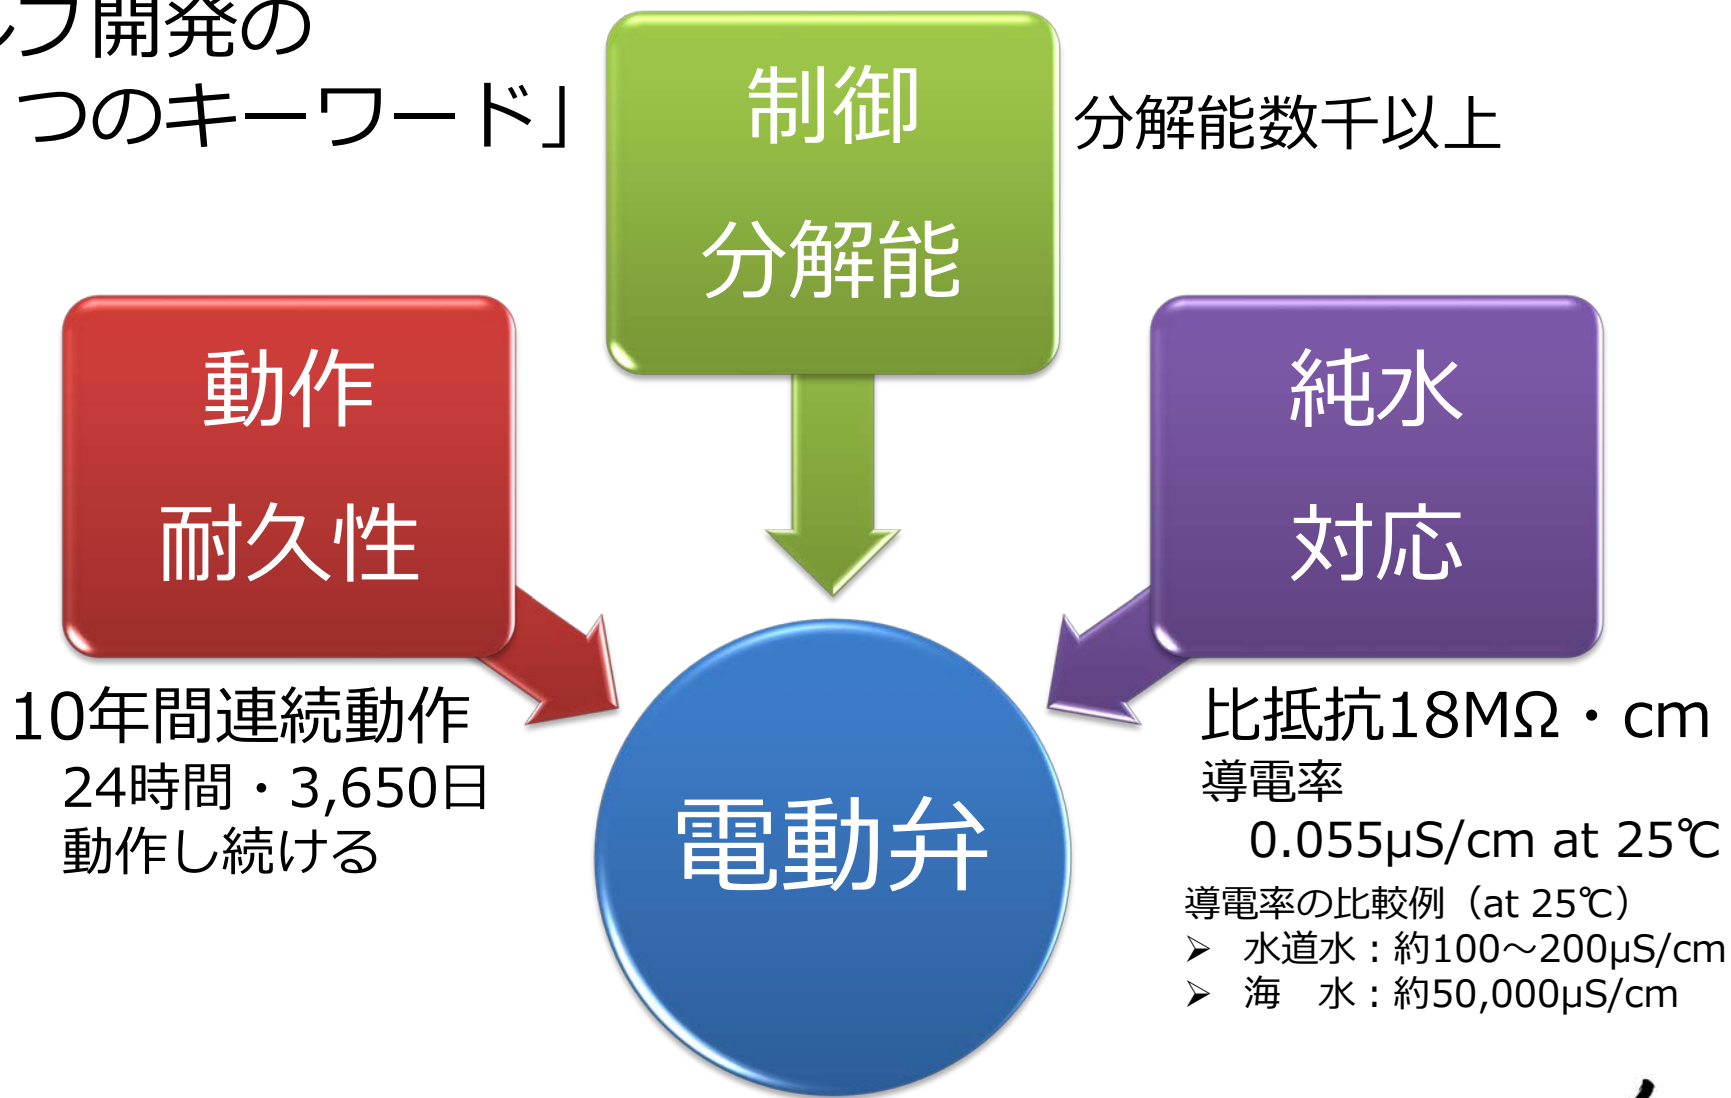 ルブ開発の
つのキーワード」
制御
分解能
分解能数千以上
動作
耐久性
10年間連続動作
24時間・3,650日
動作し続ける
純水
対応
比抵抗18MΩ・cm
導電率
0.055μS/cm at 25℃
導電率の比較例（at 25℃）
➢ 水道水：約100～200μS/cm
➢ 海　水：約50,000μS/cm
電動弁